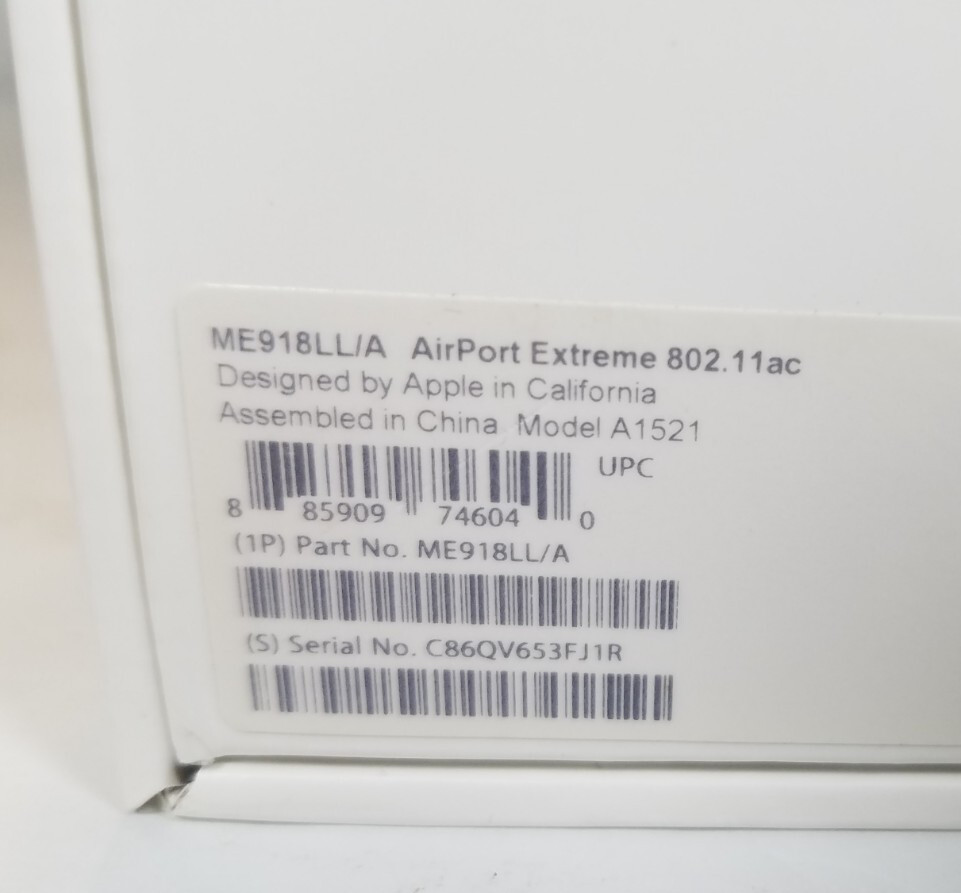 ME918LL/A AirPort Extreme 802.11ac
Designed by Apple in California
Assembled in China Model A1521
UPC
8 85909 74604 0
(1P) Part No. ME918LL/A
(S) Serial No. C86QV653FJ1R